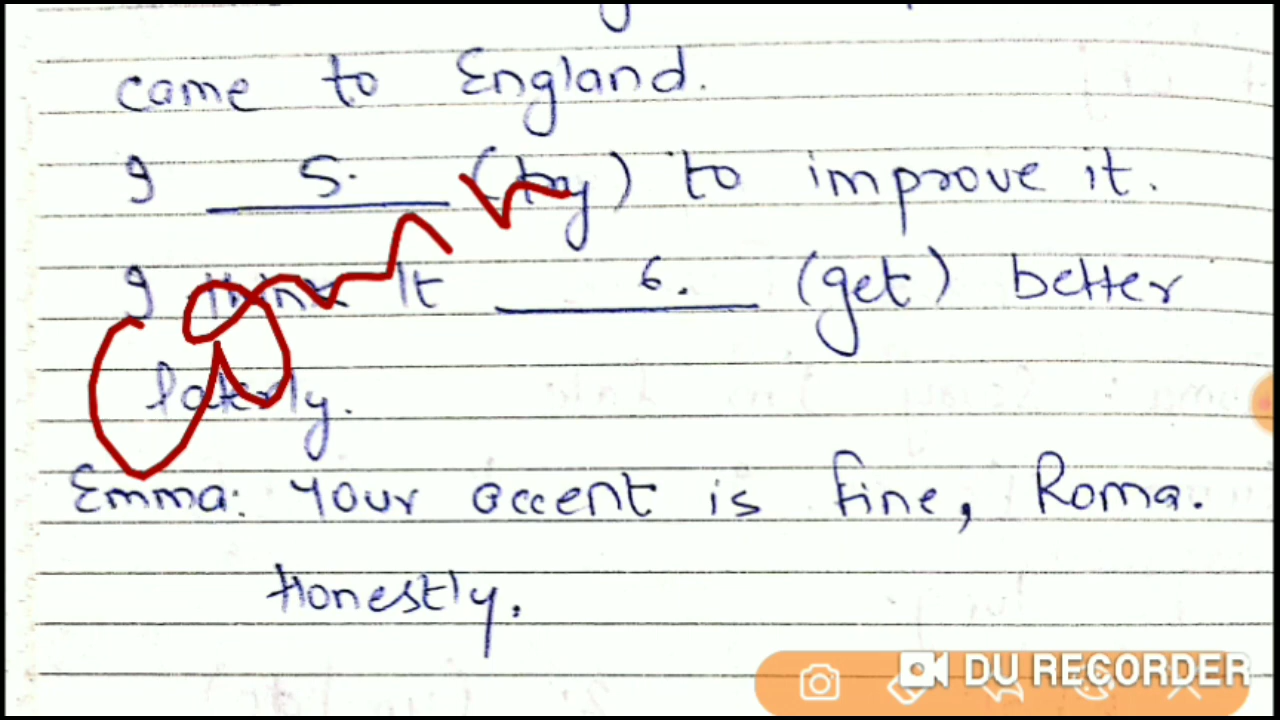 came to England.
I 5. (try) to improve it.
I think It 6. (get) better
lately.
Emma: Your accent is fine, Roma.
Honestly.
DU RECORDER